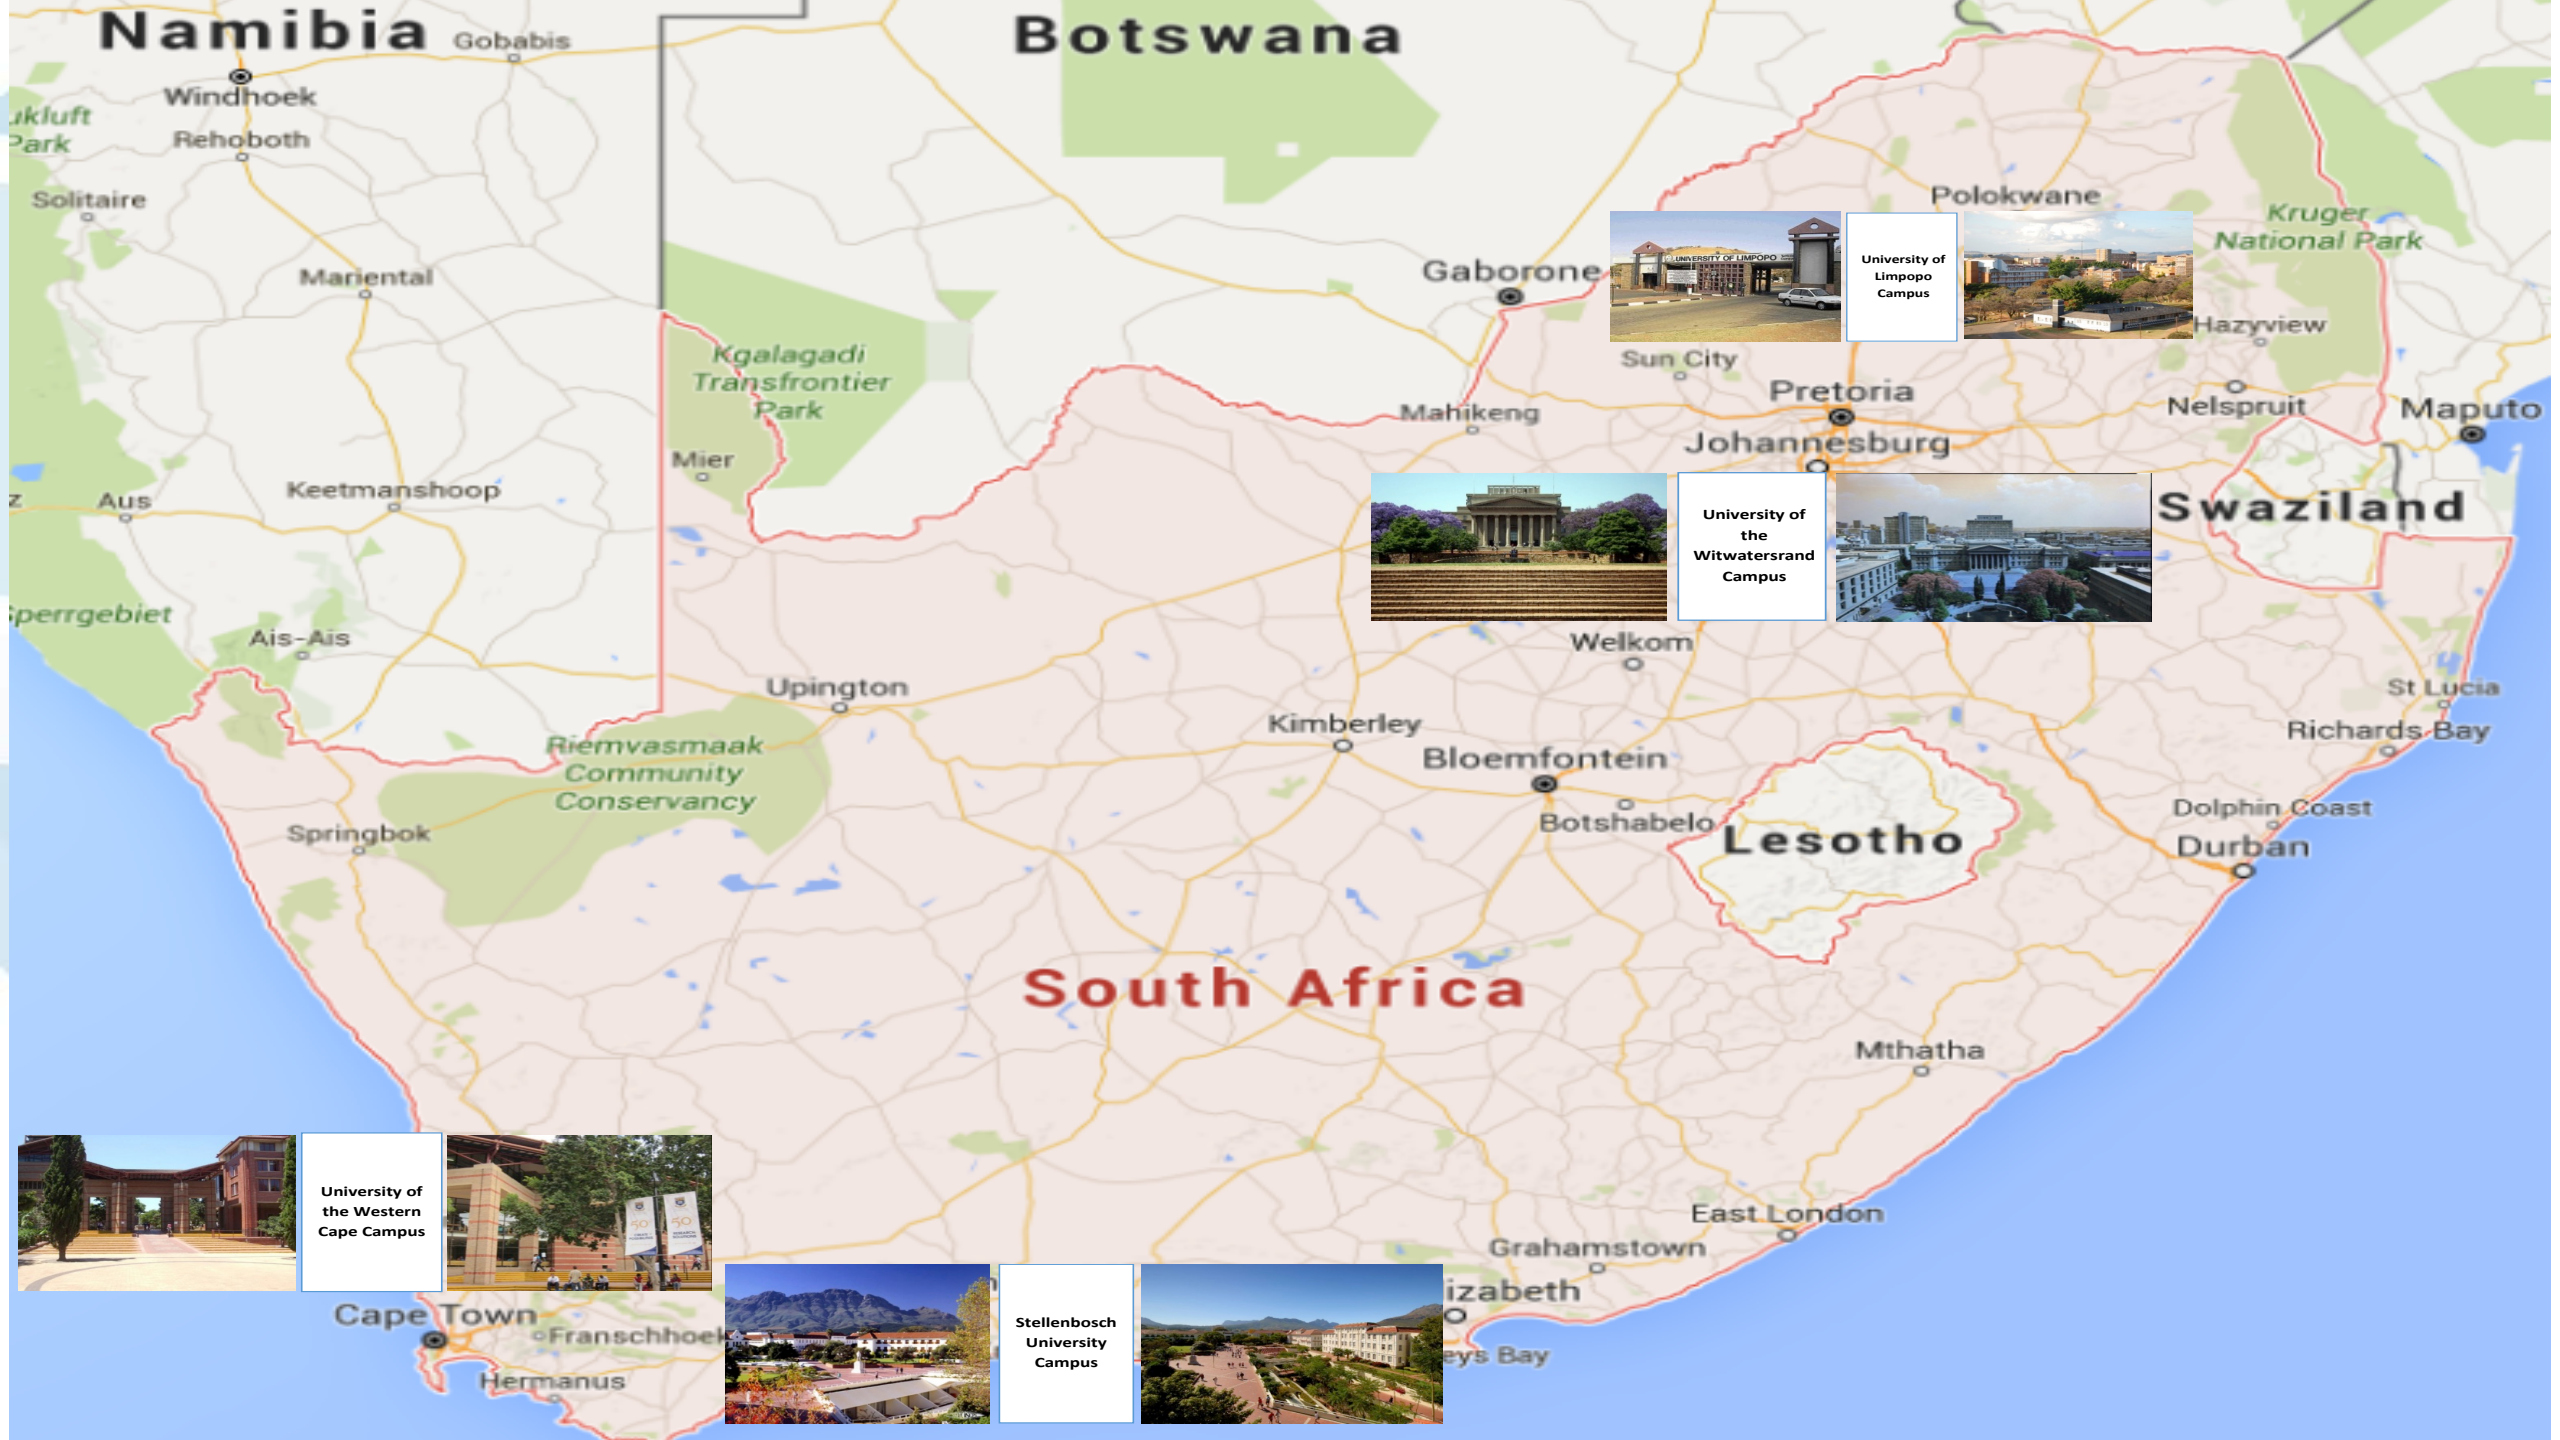 Namibia
Gobabis
Botswana
Windhoek
ukluft
Park
Rehoboth
Solitaire
Polokwane
Kruger
National Park
Mariental
Gaborone
UNIVERSITY OF LIMPOPO
University of
Limpopo
Campus
Hazyview
Kgalagadi
Transfrontier
Park
Sun City
Pretoria
Mahikeng
Nelspruit
Maputo
Johannesburg
Mier
z
Aus
Keetmanshoop
University of
the
Witwatersrand
Campus
Swaziland
Sperrgebiet
Ais-Ais
Welkom
Upington
St Lucia
Kimberley
Richards Bay
Riemvasmaak
Community
Conservancy
Bloemfontein
Dolphin Coast
Springbok
Botshabelo
Lesotho
Durban
South Africa
Mthatha
University of
the Western
Cape Campus
50
50
East London
Grahamstown
izabeth
Cape Town
Franschhoek
Stellenbosch
University
Campus
eys Bay
Hermanus